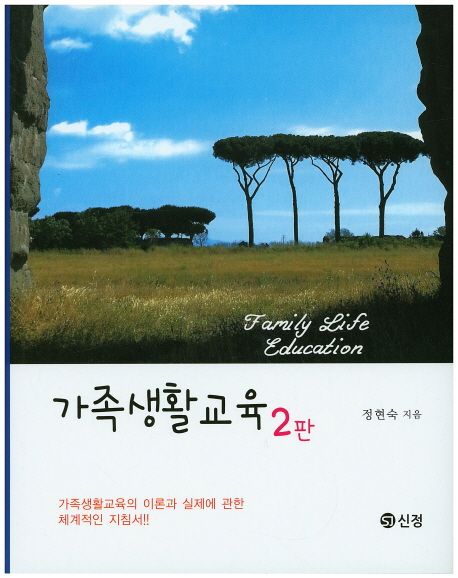 Family Life
Education
가족생활교육 2판
정현숙 지음
가족생활교육의 이론과 실제에 관한
체계적인 지침서!!
신정